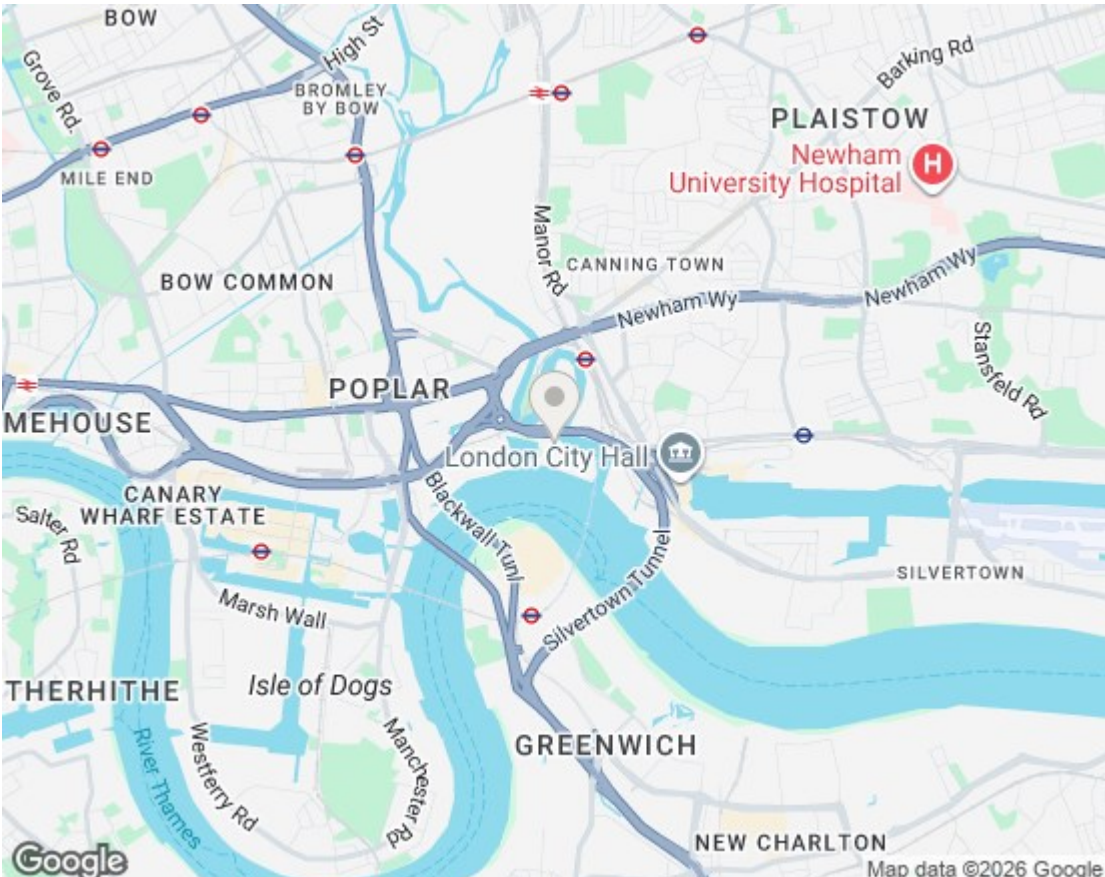 BOW
High St
Grove Rd.
BROMLEY
BY BOW
Barking Rd
PLAISTOW
Newham
University Hospital
H
MILE END
Manor Rd
CANNING TOWN
BOW COMMON
Newham Wy
Newham Wy
Stansfeld Rd
POPLAR
MEHOUSE
London City Hall
CANARY
WHARF ESTATE
Salter Rd
Blackwall Tunl
Silvertown Tunnel
SILVERTOWN
Marsh Wall
THERHITHE
Isle of Dogs
River Thames
Westferry Rd
Manchester Rd
GREENWICH
NEW CHARLTON
Google
Map data ©2026 Google